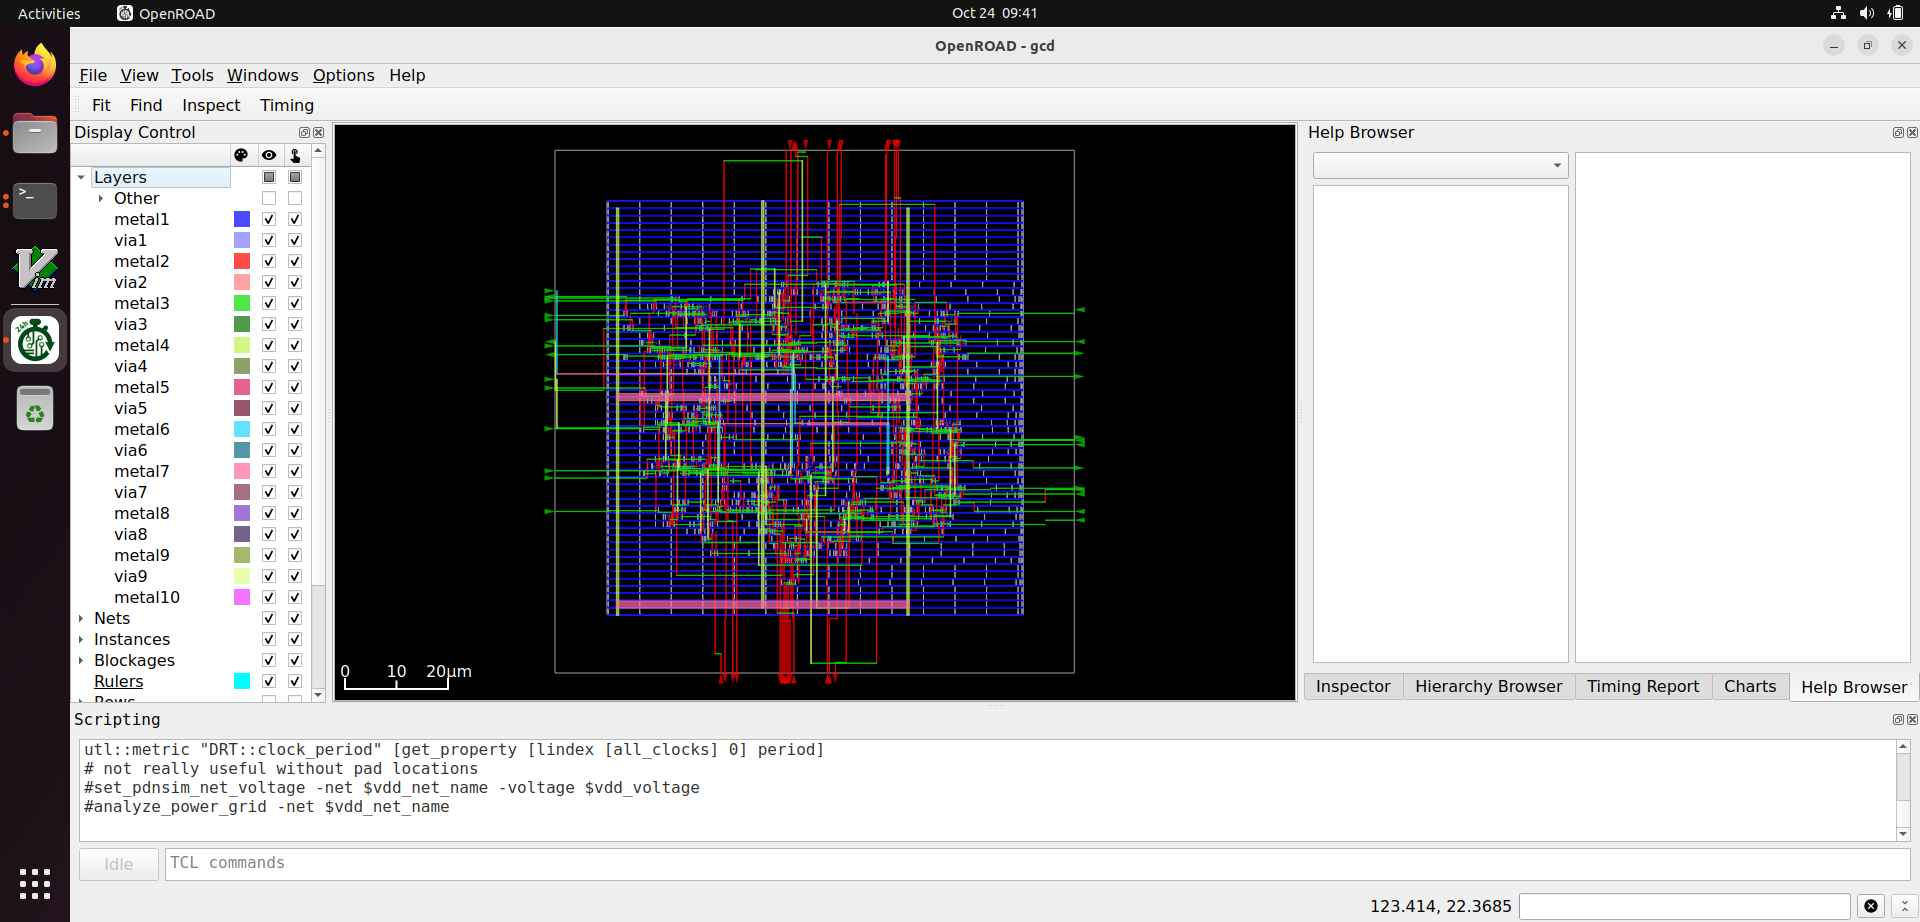 Activities
OpenROAD
Oct 24 09:41
OpenROAD - gcd
File View Tools Windows Options Help
Fit Find Inspect Timing
Display Control
Layers
Other
metal1
via1
metal2
via2
metal3
via3
metal4
via4
metal5
via5
metal6
via6
metal7
via7
metal8
via8
metal9
via9
metal10
Nets
Instances
Blockages
Rulers
Rows
0 10 20μm
Help Browser
Inspector Hierarchy Browser Timing Report Charts Help Browser
Scripting
utl::metric "DRT::clock_period" [get_property [lindex [all_clocks] 0] period]
# not really useful without pad locations
#set_pdnsim_net_voltage -net $vdd_net_name -voltage $vdd_voltage
#analyze_power_grid -net $vdd_net_name
Idle
TCL commands
123.414, 22.3685